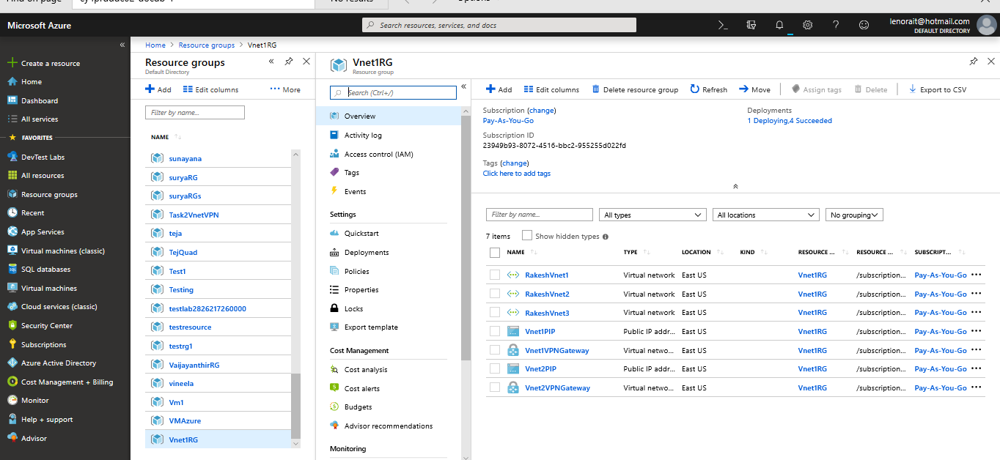 No results
Options
Microsoft Azure
Search resources, services, and docs
lenorait@hotmail.com
DEFAULT DIRECTORY
Create a resource
Home
Dashboard
All services
FAVORITES
DevTest Labs
All resources
Resource groups
Recent
App Services
Virtual machines (classic)
SQL databases
Virtual machines
Cloud services (classic)
Security Center
Subscriptions
Azure Active Directory
Cost Management + Billing
Monitor
Help + support
Advisor
Home > Resource groups > Vnet1RG
Resource groups
Default Directory
Add Edit columns ··· More
Filter by name...
NAME
sunayana
suryaRG
suryaRGs
Task2VnetVPN
teja
TejQuad
Test1
Testing
testlab2826217260000
testresource
testrg1
VaijayanthirRG
vineela
Vm1
VMAzure
Vnet1RG
Vnet1RG
Resource group
Search (Ctrl+/)
Overview
Activity log
Access control (IAM)
Tags
Events
Settings
Quickstart
Deployments
Policies
Properties
Locks
Export template
Cost Management
Cost analysis
Cost alerts
Budgets
Advisor recommendations
Monitoring
Add Edit columns Delete resource group Refresh Move Assign tags Delete Export to CSV
Subscription (change)
Pay-As-You-Go
Subscription ID
23949b93-8072-4516-bbc2-955255d022fd
Tags (change)
Click here to add tags
Deployments
1 Deploying,4 Succeeded
Filter by name... All types All locations No grouping
7 items Show hidden types
NAME TYPE LOCATION KIND RESOURCE ... RESOURCE ... SUBSCRIPT...
RakeshVnet1 Virtual network East US Vnet1RG /subscription... Pay-As-You-Go ···
RakeshVnet2 Virtual network East US Vnet1RG /subscription... Pay-As-You-Go ···
RakeshVnet3 Virtual network East US Vnet1RG /subscription... Pay-As-You-Go ···
Vnet1PIP Public IP addr... East US Vnet1RG /subscription... Pay-As-You-Go ···
Vnet1VPNGateway Virtual netwo... East US Vnet1RG /subscription... Pay-As-You-Go ···
Vnet2PIP Public IP addr... East US Vnet1RG /subscription... Pay-As-You-Go ···
Vnet2VPNGateway Virtual netwo... East US Vnet1RG /subscription... Pay-As-You-Go ···